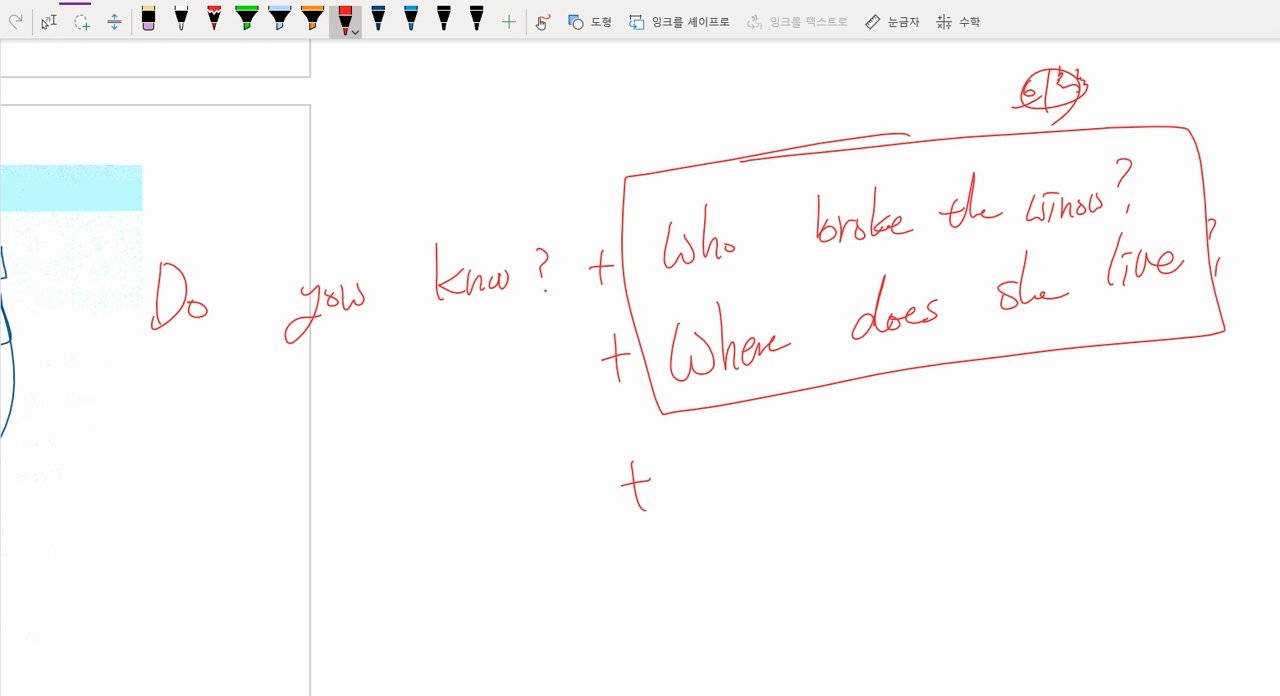 도형 잉크를 셰이프로 잉크를 텍스트로 눈금자 수학
Do you know? + Who broke the window?
+ Where does she live?
+